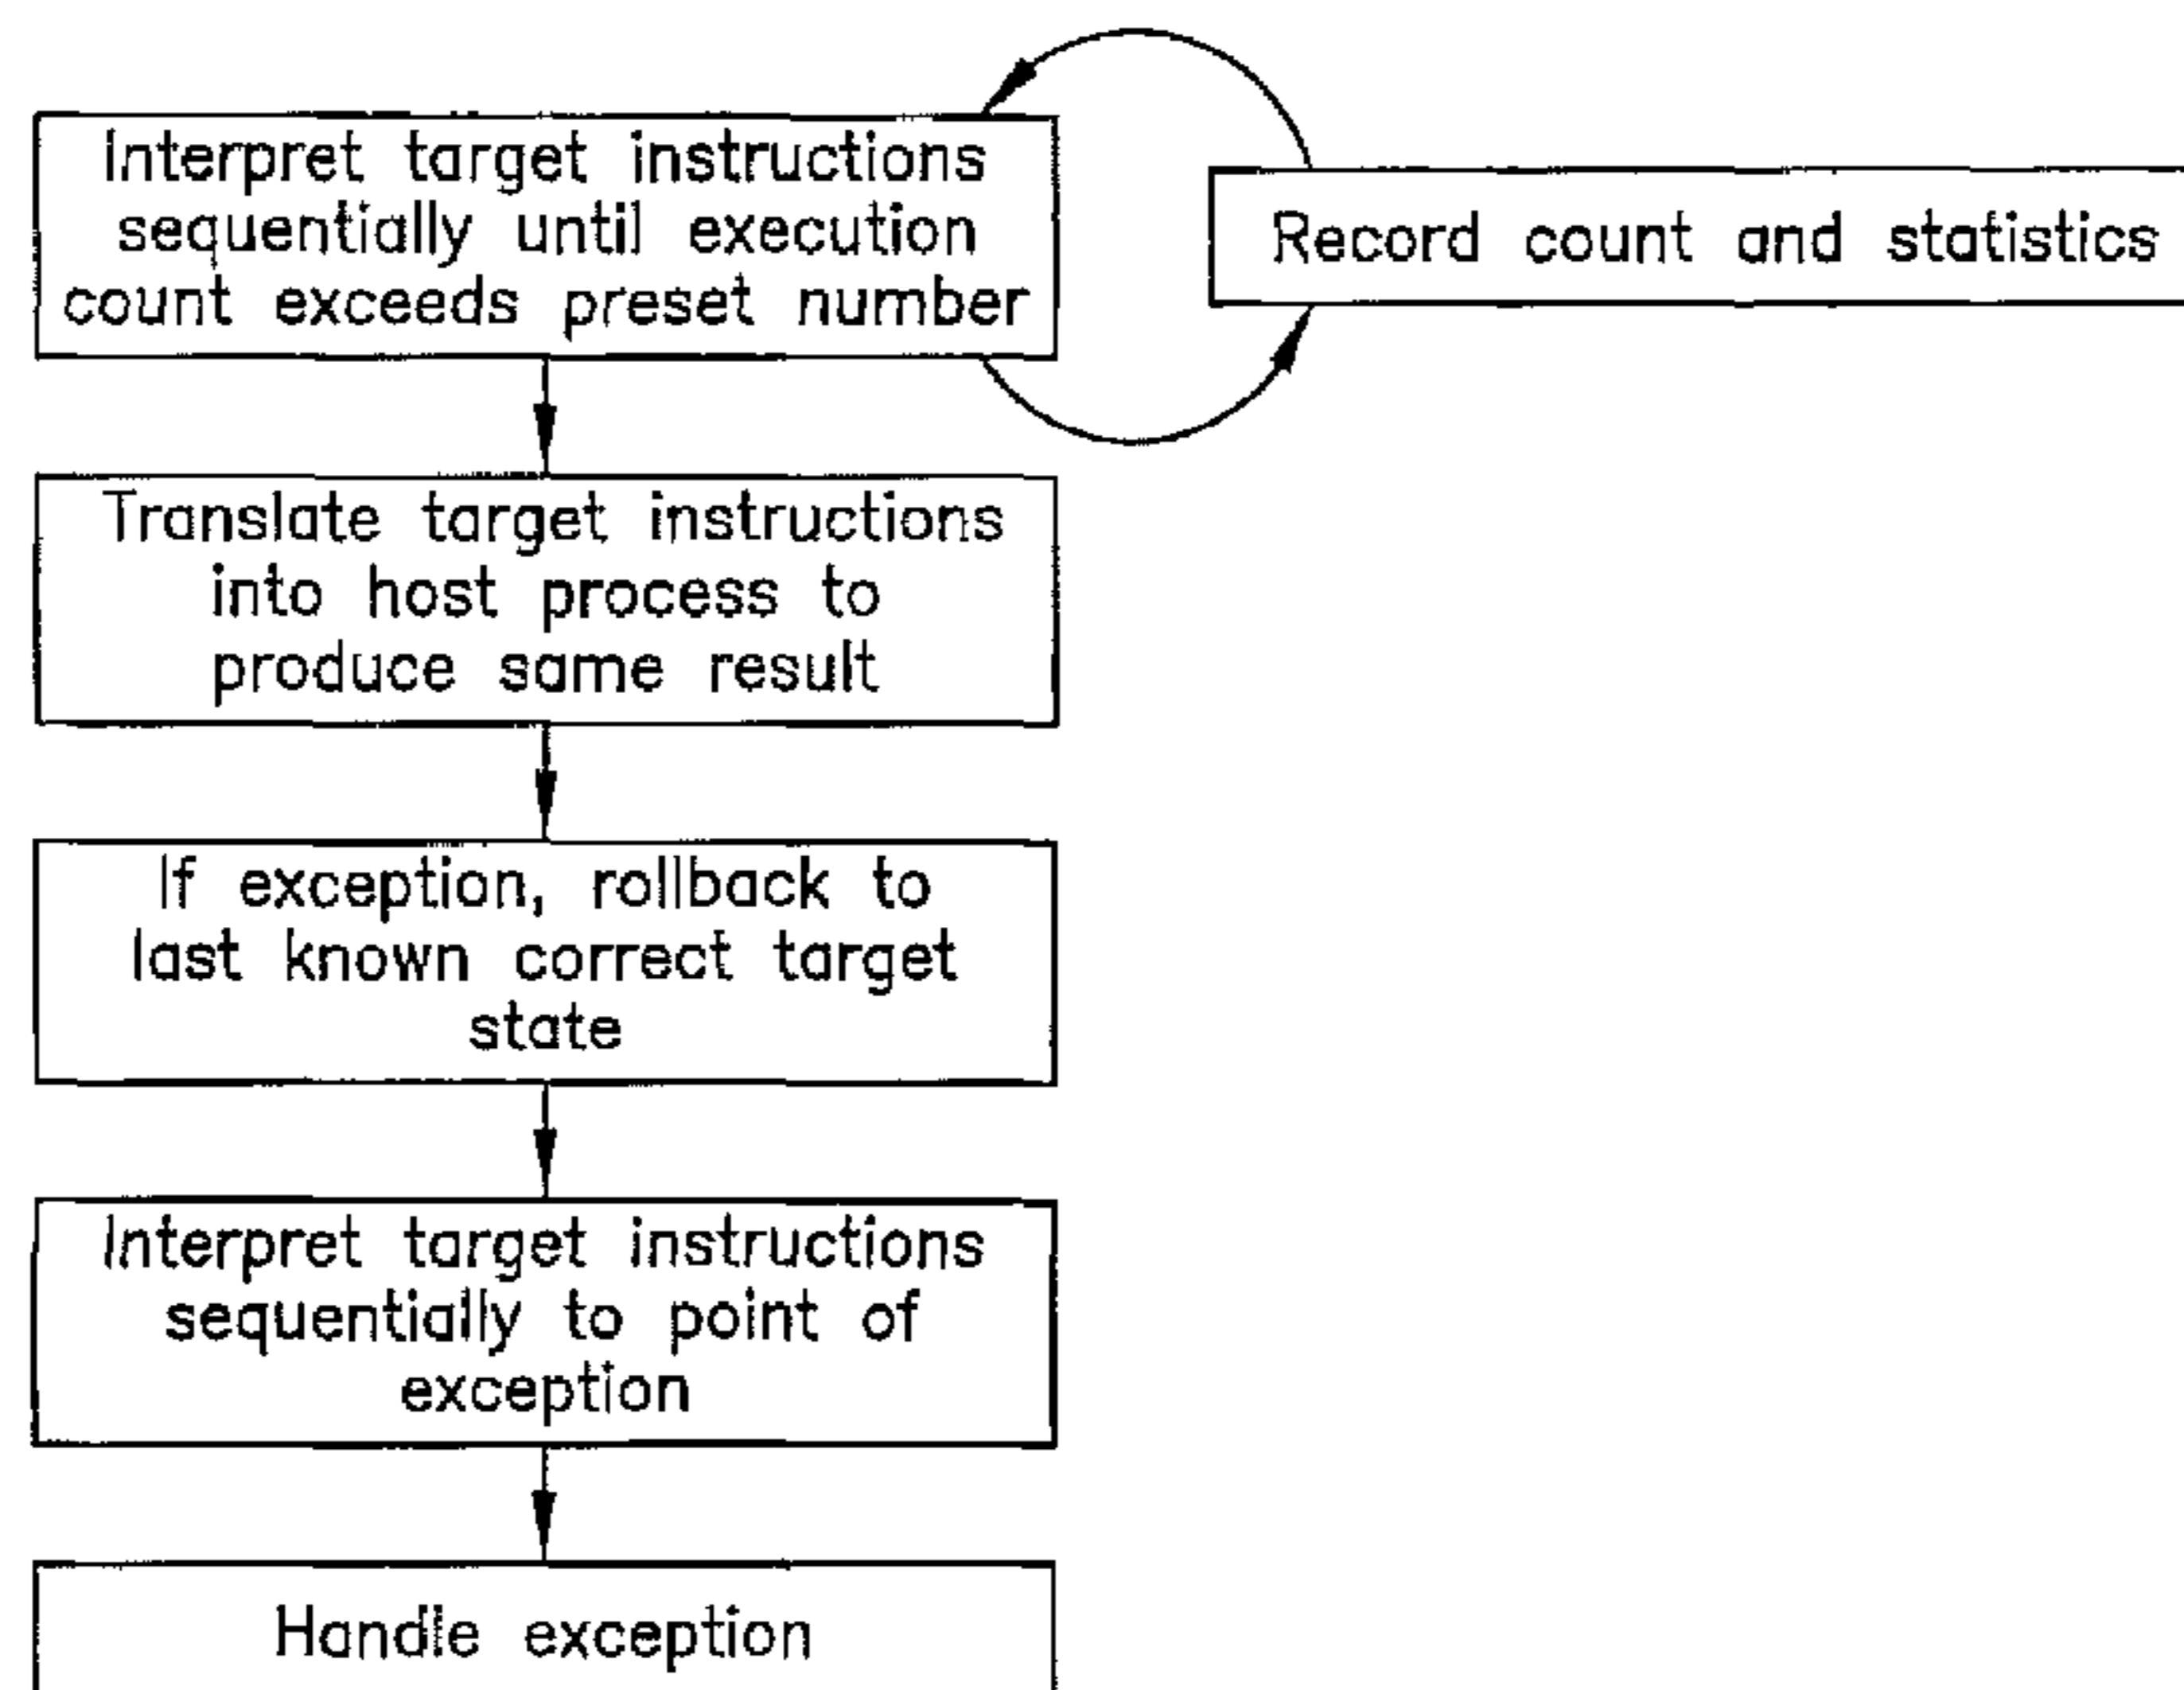 Interpret target instructions
sequentially until execution
count exceeds preset number
Record count and statistics
Translate target instructions
into host process to
produce same result
If exception, rollback to
last known correct target
state
Interpret target instructions
sequentially to point of
exception
Handle exception